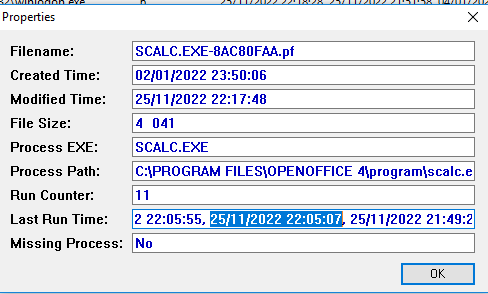 Properties
Filename: SCALC.EXE-8AC80FAA.pf
Created Time: 02/01/2022 23:50:06
Modified Time: 25/11/2022 22:17:48
File Size: 4 041
Process EXE: SCALC.EXE
Process Path: C:\PROGRAM FILES\OPENOFFICE 4\program\scalc.e
Run Counter: 11
Last Run Time: 2 22:05:55, 25/11/2022 22:05:07, 25/11/2022 21:49:2
Missing Process: No
OK